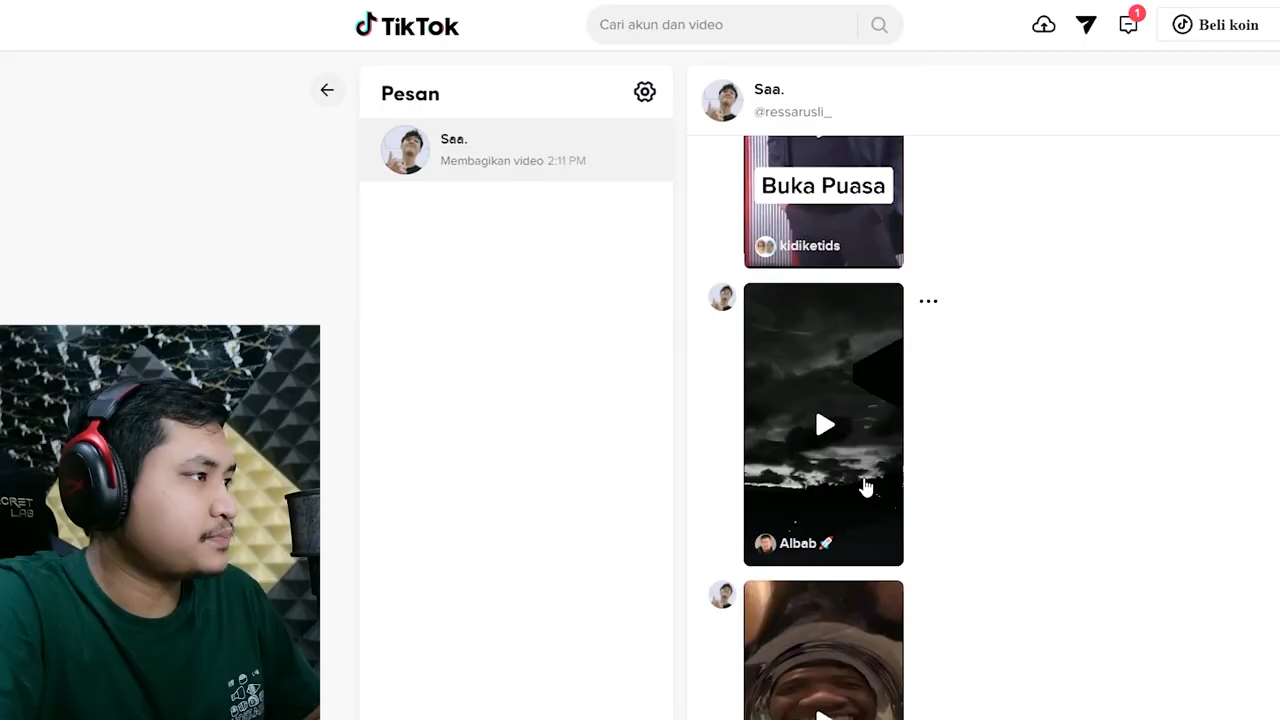 TikTok
Cari akun dan video
1
Beli koin
Pesan
Saa.
Membagikan video 2:11 PM
Saa.
@ressarusli_
Buka Puasa
kidiketids
Albab🚀